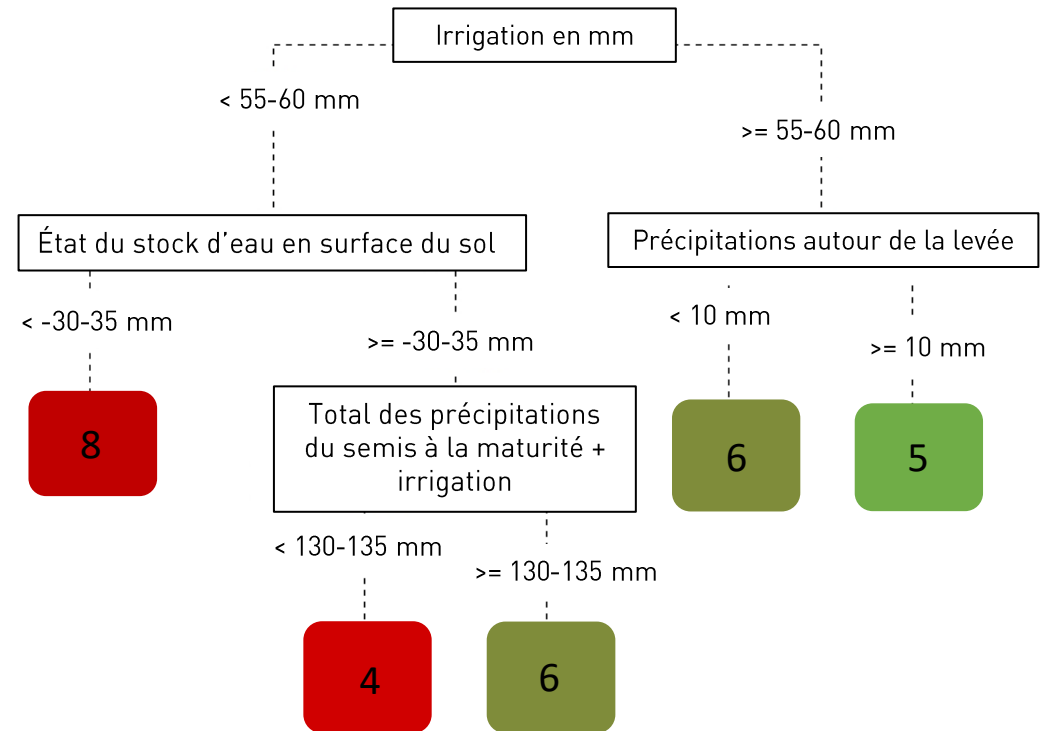 Irrigation en mm
< 55-60 mm
>= 55-60 mm
État du stock d’eau en surface du sol
Précipitations autour de la levée
< -30-35 mm
>= -30-35 mm
< 10 mm
>= 10 mm
8
Total des précipitations
du semis à la maturité +
irrigation
6
5
< 130-135 mm
>= 130-135 mm
4
6